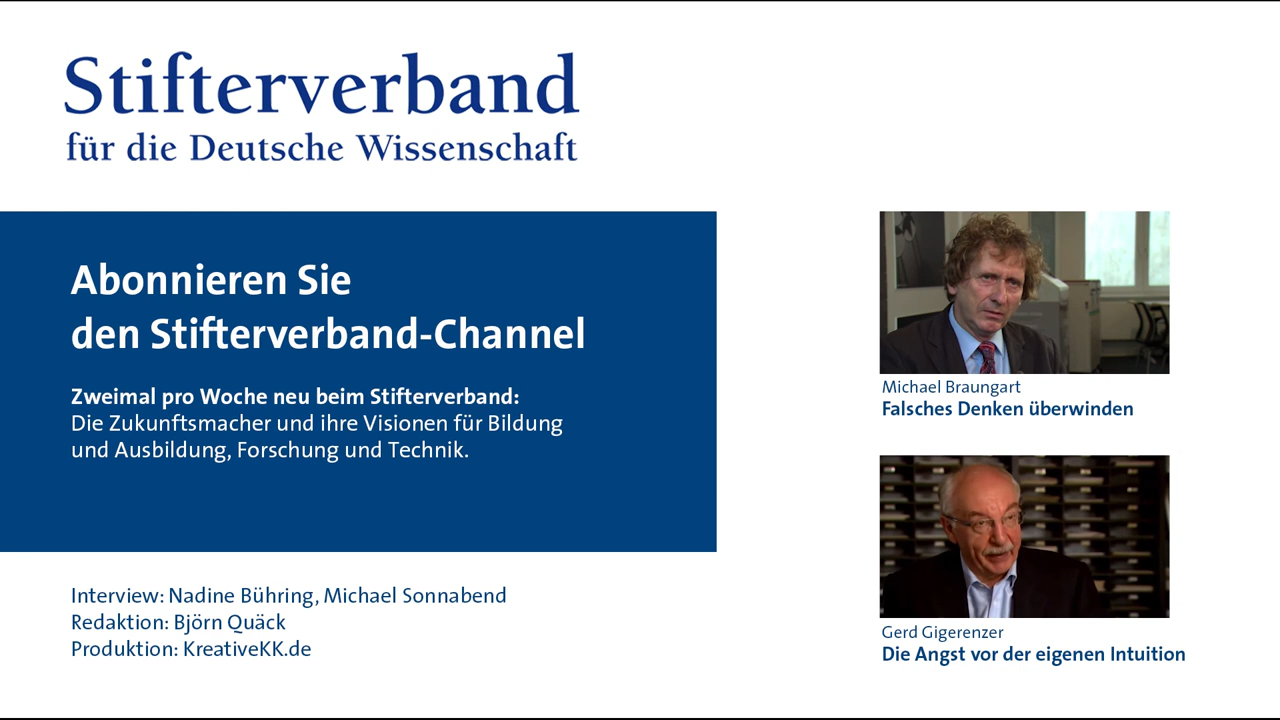 Stifterverband
für die Deutsche Wissenschaft
Abonnieren Sie
den Stifterverband-Channel
Zweimal pro Woche neu beim Stifterverband:
Die Zukunftsmacher und ihre Visionen für Bildung
und Ausbildung, Forschung und Technik.
Interview: Nadine Bühring, Michael Sonnabend
Redaktion: Björn Quäck
Produktion: KreativeKK.de
Michael Braungart
Falsches Denken überwinden
Gerd Gigerenzer
Die Angst vor der eigenen Intuition